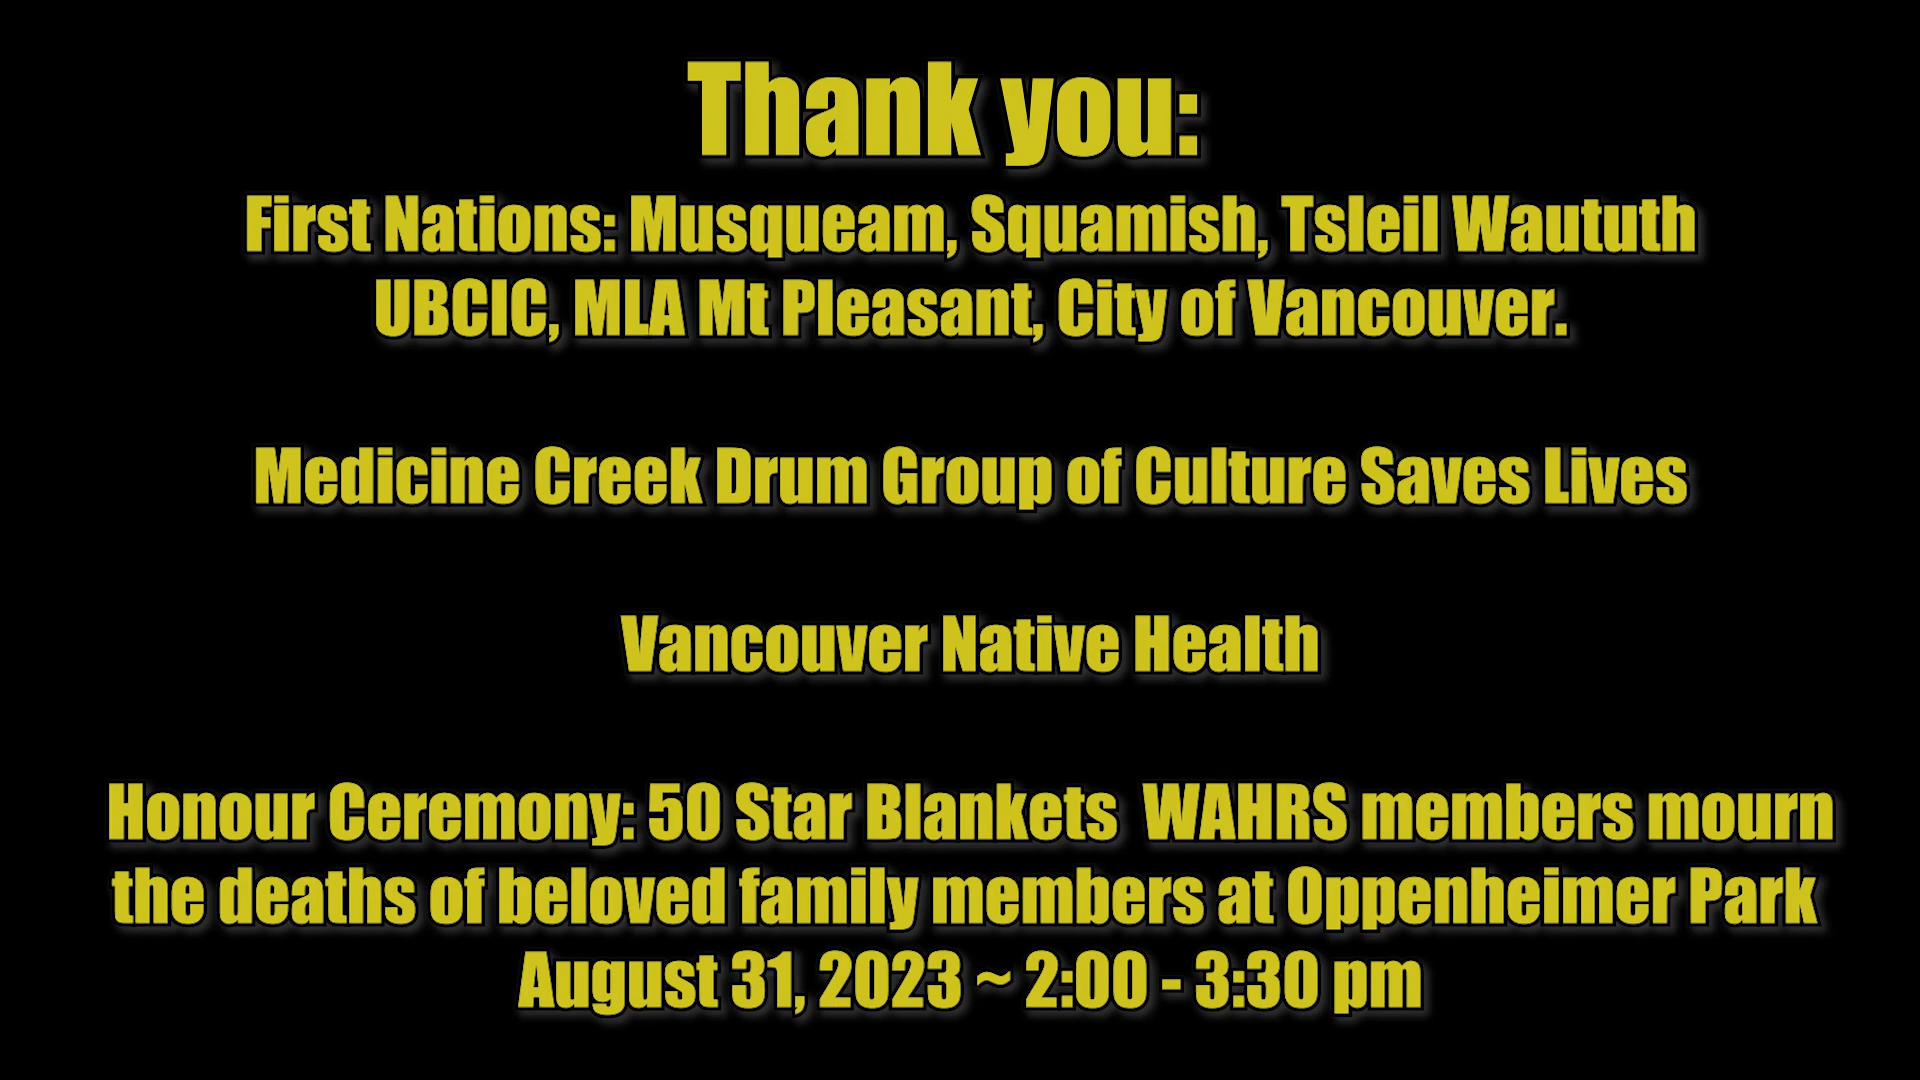 Thank you:
First Nations: Musqueam, Squamish, Tsleil Waututh
UBCIC, MLA Mt Pleasant, City of Vancouver.
Medicine Creek Drum Group of Culture Saves Lives
Vancouver Native Health
Honour Ceremony: 50 Star Blankets  WAHRS members mourn
the deaths of beloved family members at Oppenheimer Park
August 31, 2023 ~ 2:00 - 3:30 pm